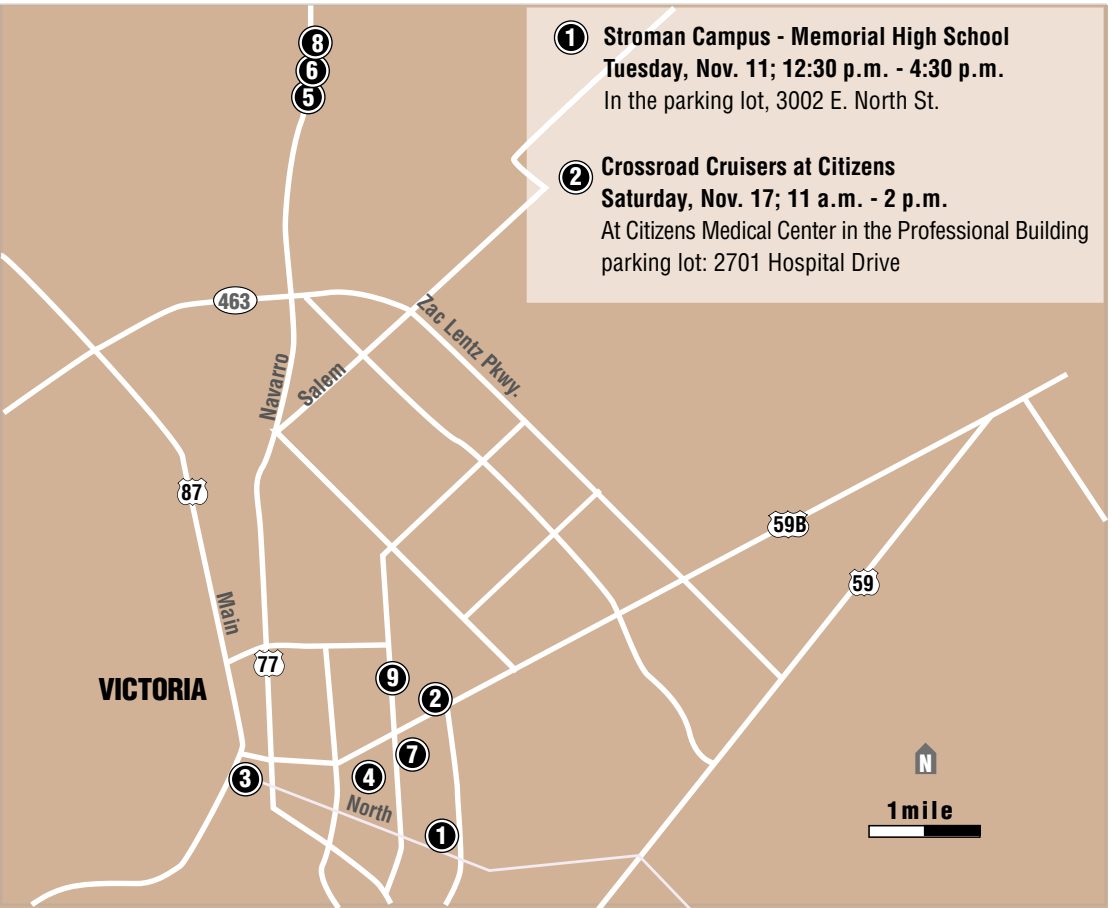 8
6
5
1 Stroman Campus - Memorial High School
Tuesday, Nov. 11; 12:30 p.m. - 4:30 p.m.
In the parking lot, 3002 E. North St.
2 Crossroad Cruisers at Citizens
Saturday, Nov. 17; 11 a.m. - 2 p.m.
At Citizens Medical Center in the Professional Building
parking lot: 2701 Hospital Drive
463
Zac Lentz Pkwy.
Navarro
Salem
87
59B
59
Main
77
VICTORIA
9
2
7
3
4
North
1
N
1mile